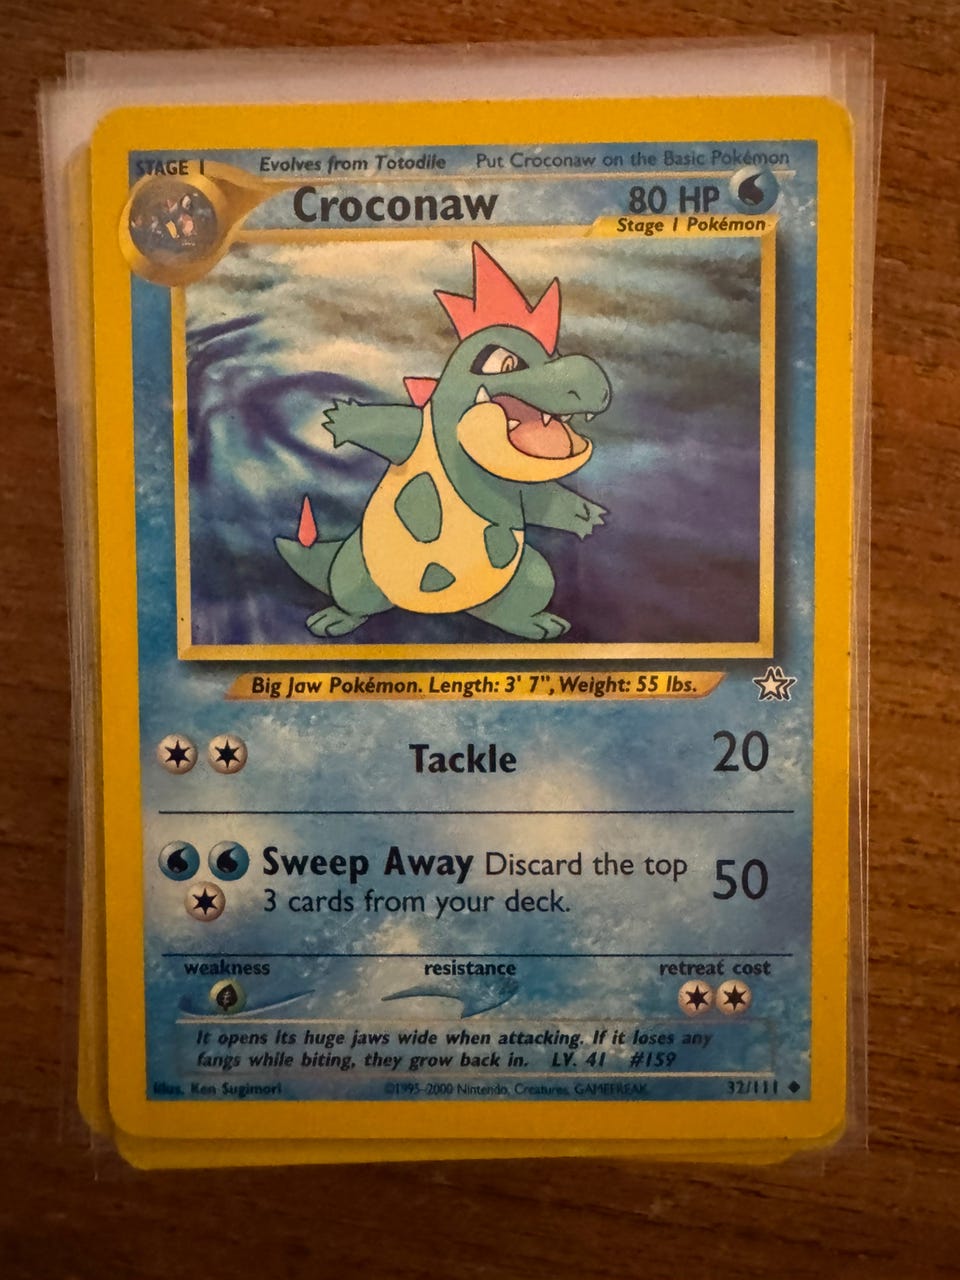 STAGE 1 Evolves from Totodile Put Croconaw on the Basic Pokémon
Croconaw 80 HP
Stage 1 Pokémon
Big Jaw Pokémon. Length: 3' 7", Weight: 55 lbs.
Tackle 20
Sweep Away Discard the top 50
3 cards from your deck.
weakness resistance retreat cost
It opens its huge jaws wide when attacking. If it loses any
fangs while biting, they grow back in. LV. 41 #159
Illus. Ken Sugimori ©1995-2000 Nintendo, Creatures, GAMEFREAK. 32/111